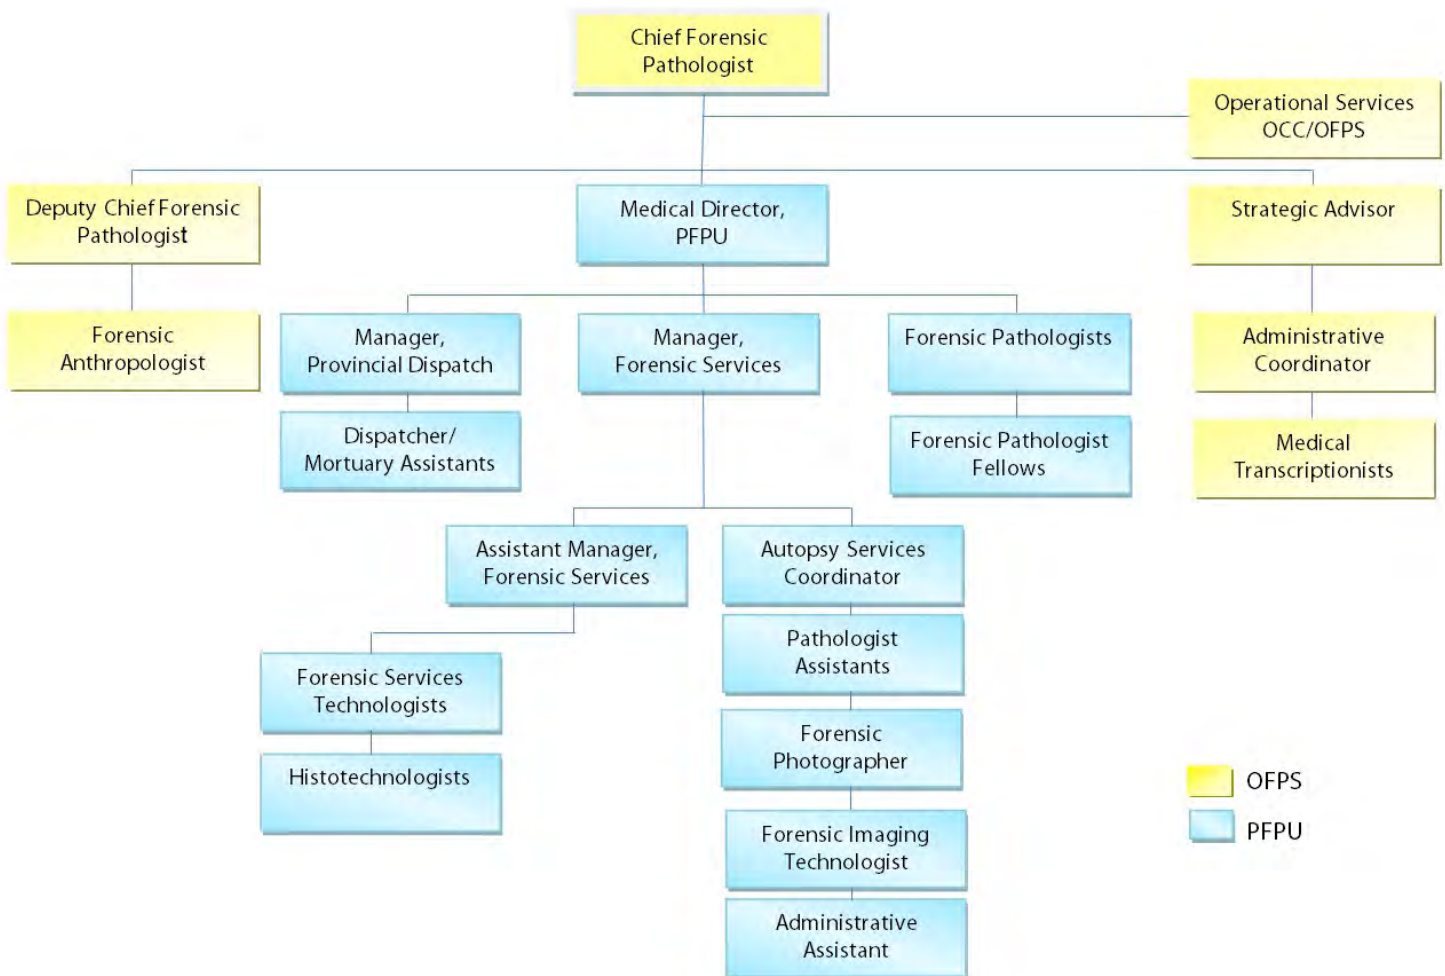 Chief Forensic
Pathologist
Operational Services
OCC/OFPS
Deputy Chief Forensic
Pathologist
Medical Director,
PFPU
Strategic Advisor
Forensic
Anthropologist
Manager,
Provincial Dispatch
Manager,
Forensic Services
Forensic Pathologists
Administrative
Coordinator
Dispatcher/
Mortuary Assistants
Forensic Pathologist
Fellows
Medical
Transcriptionists
Assistant Manager,
Forensic Services
Autopsy Services
Coordinator
Pathologist
Assistants
Forensic Services
Technologists
Forensic
Photographer
Histotechnologists
Forensic Imaging
Technologist
Administrative
Assistant
OFPS
PFPU